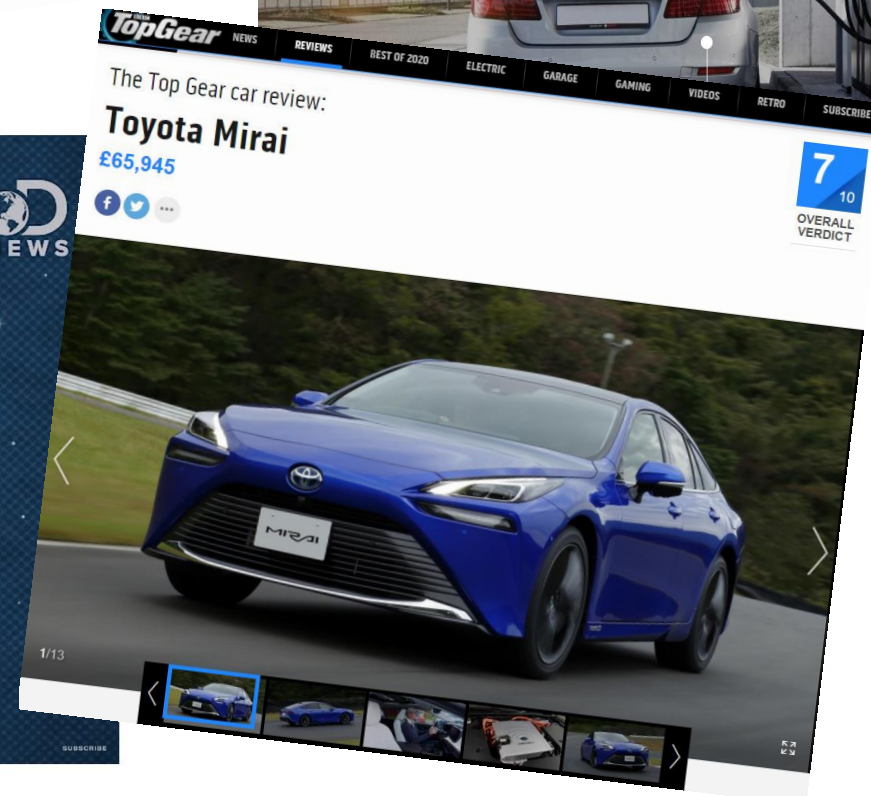 TopGear
NEWS
REVIEWS
BEST OF 2020
ELECTRIC
GARAGE
GAMING
VIDEOS
RETRO
SUBSCRIBE
The Top Gear car review:
Toyota Mirai
£65,945
7
10
OVERALL
VERDICT
D
EWS
MIRAI
1/13
SUBSCRIBE